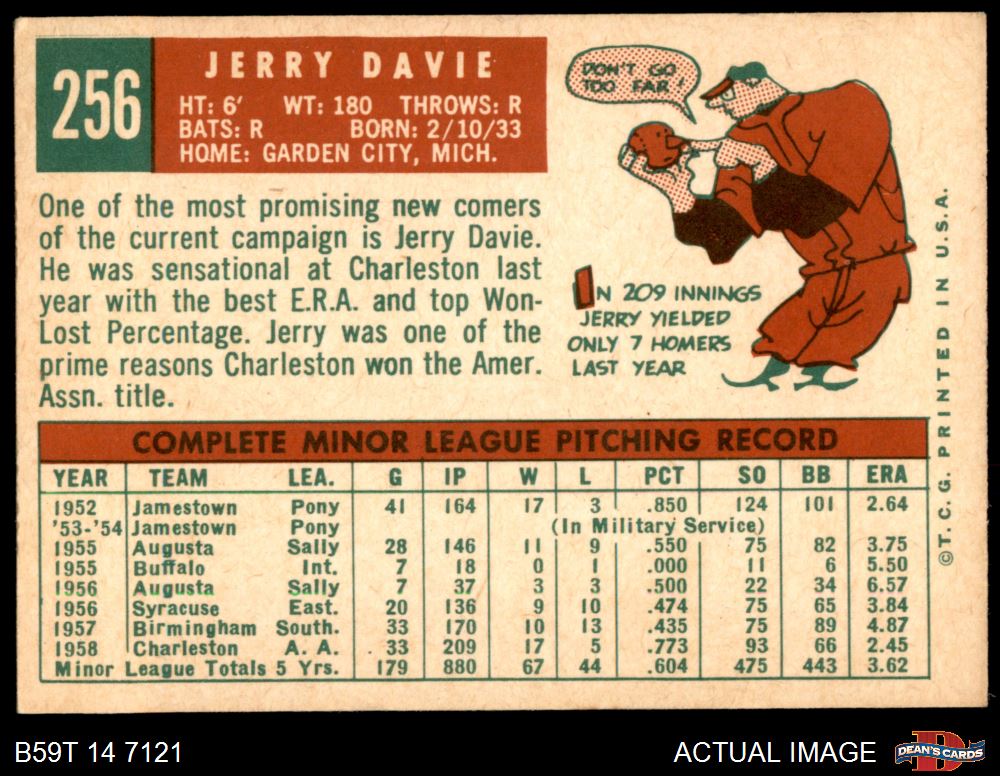 256
JERRY DAVIE
HT: 6' WT: 180 THROWS: R
BATS: R BORN: 2/10/33
HOME: GARDEN CITY, MICH.
DON'T GO
TOO FAR!
One of the most promising new comers
of the current campaign is Jerry Davie.
He was sensational at Charleston last
year with the best E.R.A. and top Won-
Lost Percentage. Jerry was one of the
prime reasons Charleston won the Amer.
Assn. title.
IN 209 INNINGS
JERRY YIELDED
ONLY 7 HOMERS
LAST YEAR
COMPLETE MINOR LEAGUE PITCHING RECORD
YEAR TEAM LEA. G IP W L PCT SO BB ERA
1952 Jamestown Pony 41 164 17 3 .850 124 101 2.64
'53-'54 Jamestown Pony (In Military Service)
1955 Augusta Sally 28 146 11 9 .550 75 82 3.75
1955 Buffalo Int. 7 18 0 1 .000 11 6 5.50
1956 Augusta Sally 7 37 3 3 .500 22 34 6.57
1956 Syracuse East. 20 136 9 10 .474 75 65 3.84
1957 Birmingham South. 33 170 10 13 .435 75 89 4.87
1958 Charleston A. A. 33 209 17 5 .773 93 66 2.45
Minor League Totals 5 Yrs. 179 880 67 44 .604 475 443 3.62
©T. C. G. PRINTED IN U.S.A.
B59T 14 7121
ACTUAL IMAGE
DEAN'S CARDS